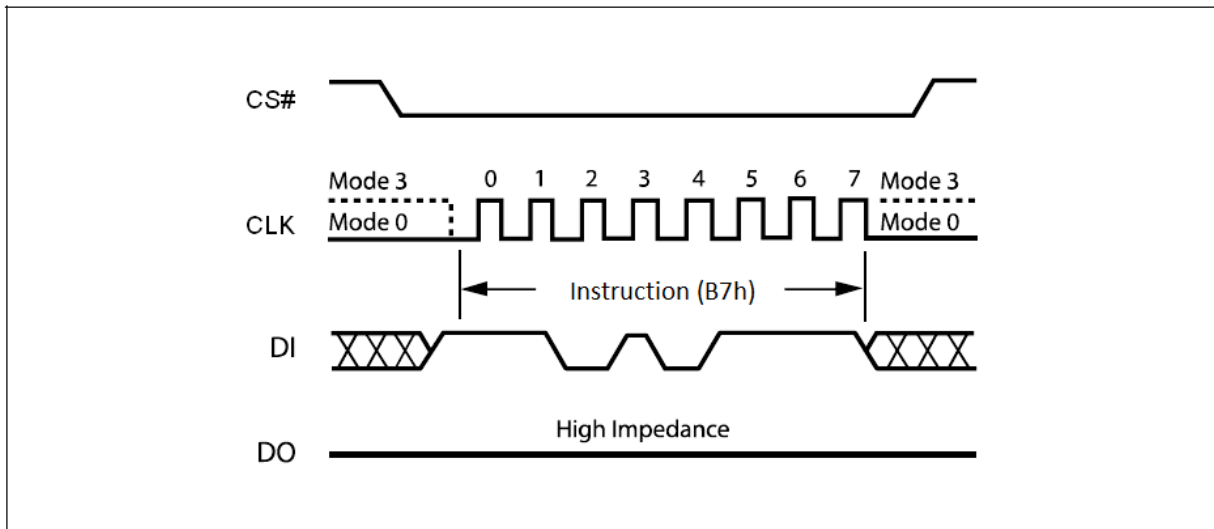 CS#
Mode 3 0 1 2 3 4 5 6 7 Mode 3
CLK Mode 0 Mode 0
Instruction (B7h)
DI
High Impedance
DO